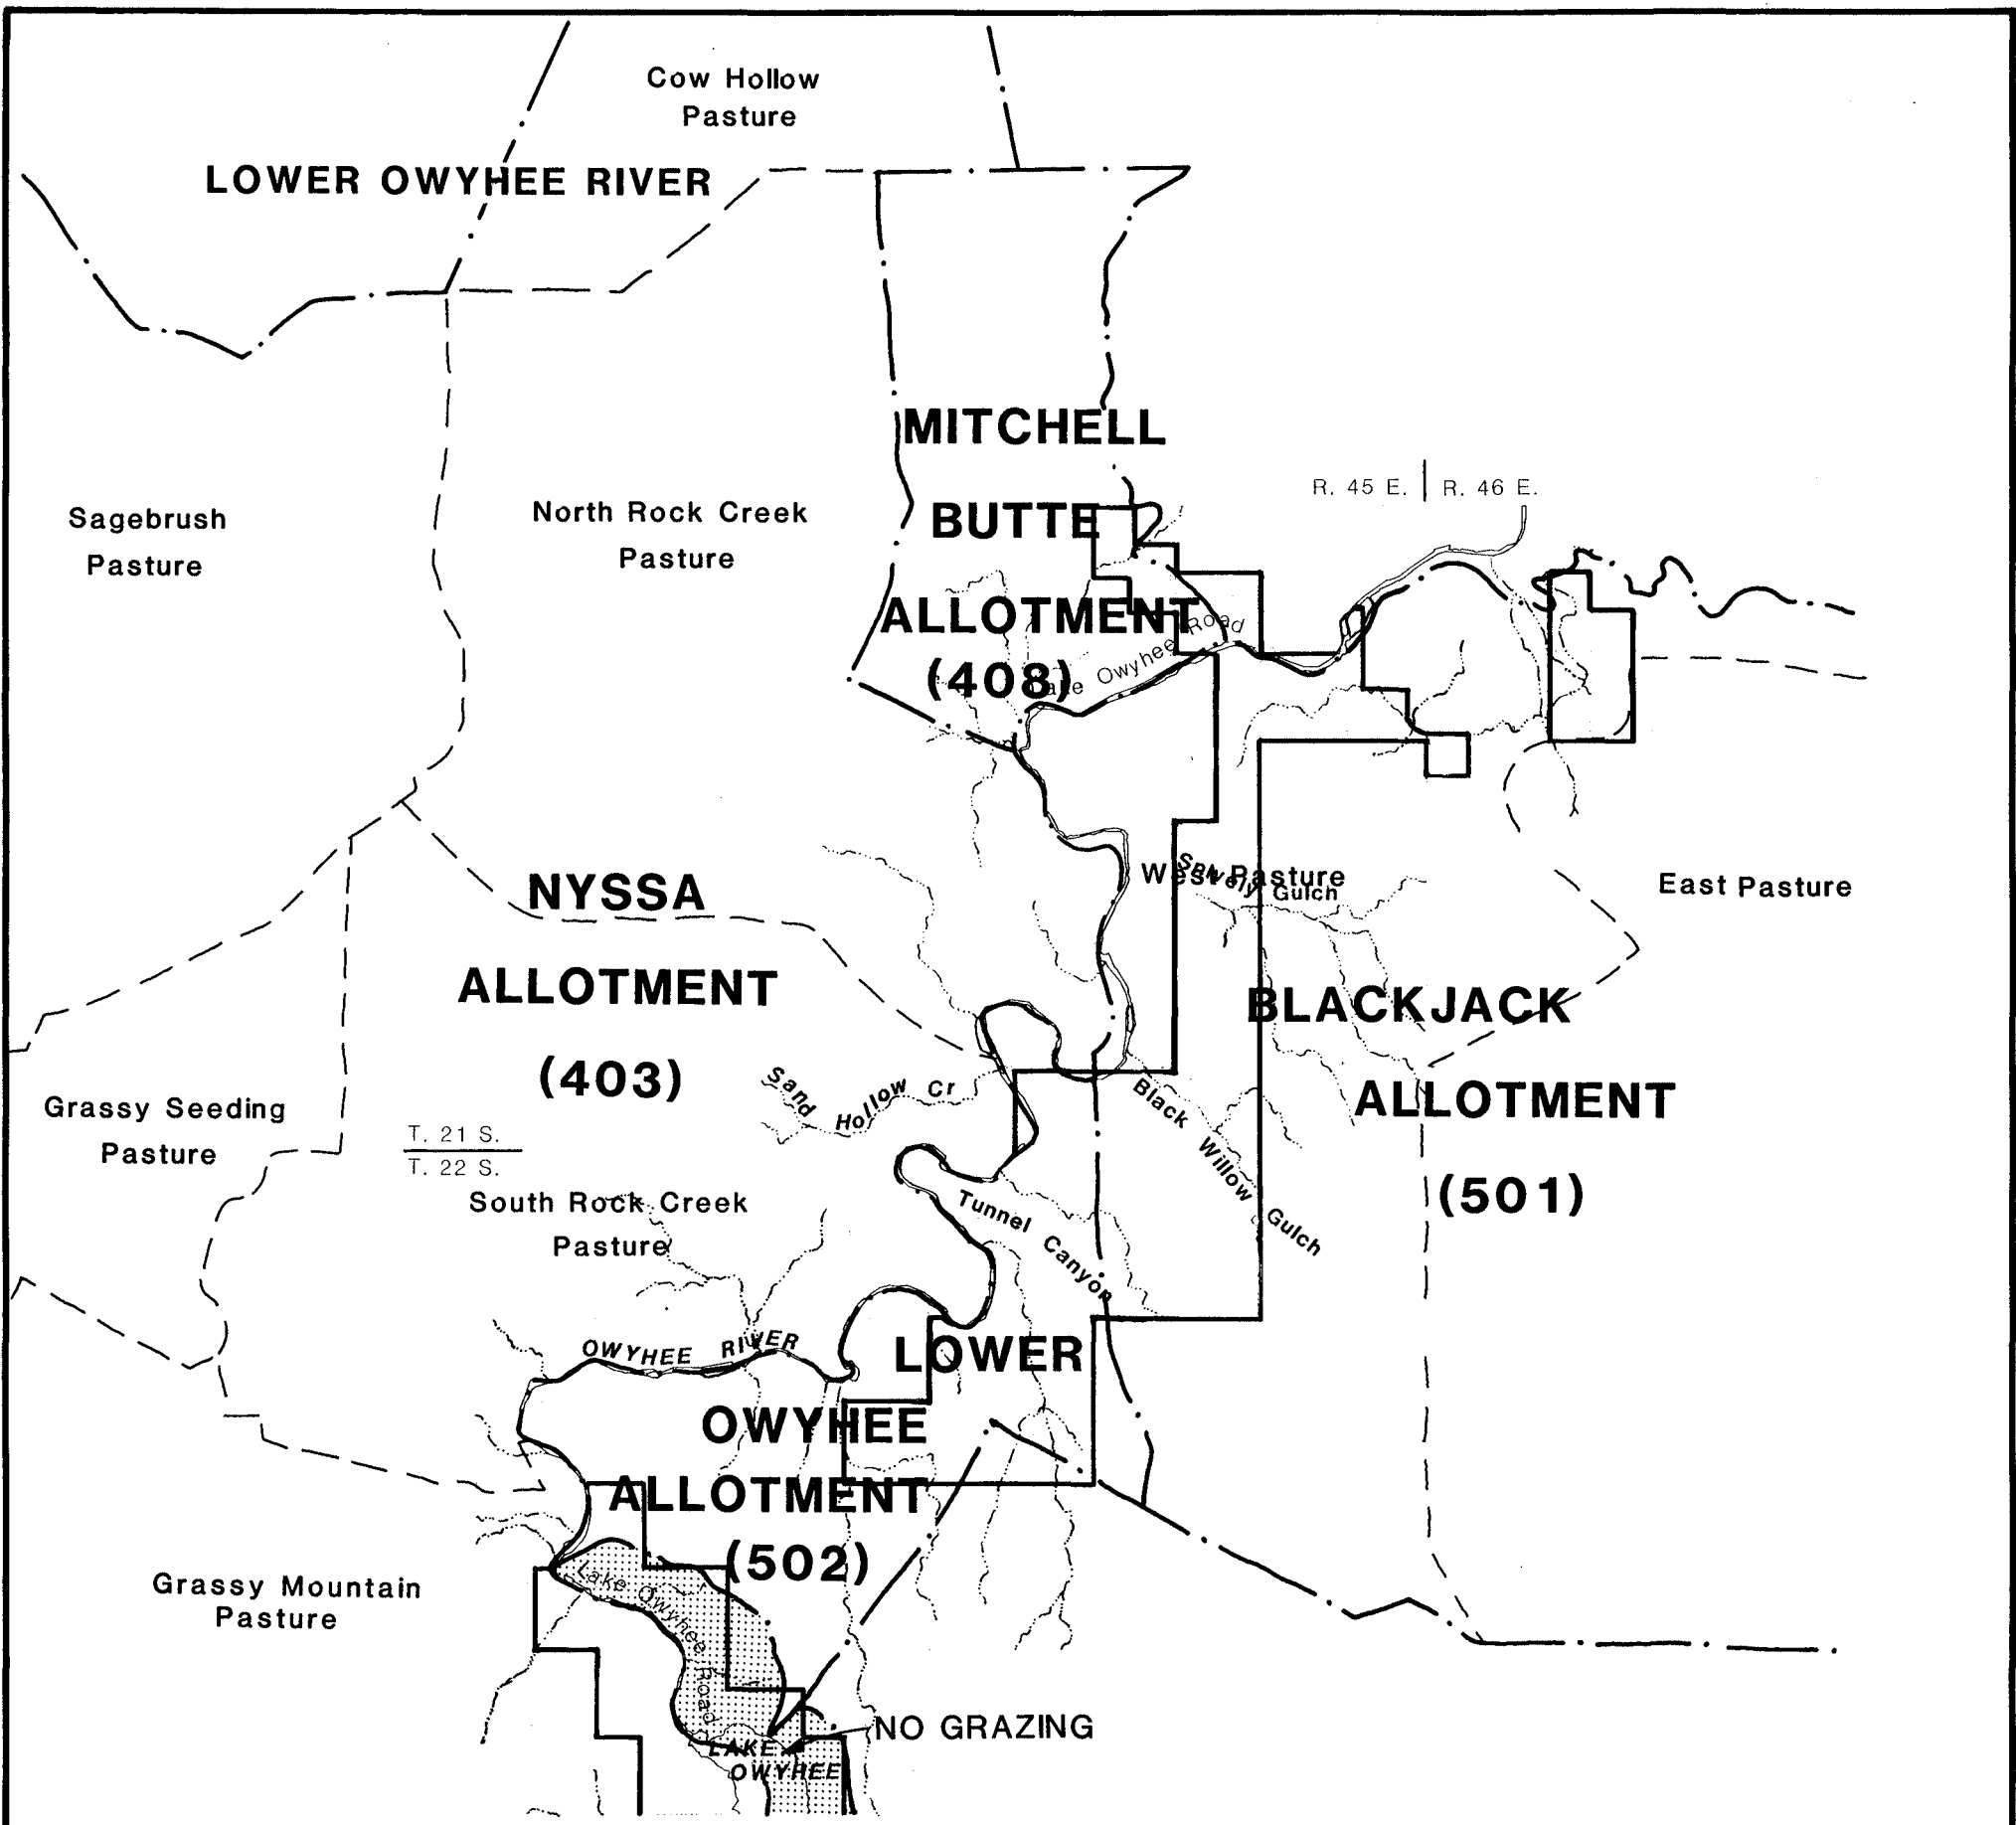 Cow Hollow
Pasture
LOWER OWYHEE RIVER
MITCHELL
BUTTE
ALLOTMENT
(408)
R. 45 E. | R. 46 E.
Sagebrush
Pasture
North Rock Creek
Pasture
Lake Owyhee Road
West Pasture
Snively Gulch
East Pasture
NYSSA
ALLOTMENT
(403)
BLACKJACK
ALLOTMENT
(501)
Sand Hollow Cr
Black Willow Gulch
Grassy Seeding
Pasture
T. 21 S.
T. 22 S.
South Rock Creek
Pasture
Tunnel Canyon
OWYHEE RIVER
LOWER
OWYHEE
ALLOTMENT
(502)
Grassy Mountain
Pasture
Lake Owyhee Road
NO GRAZING
LAKE
OWYHEE